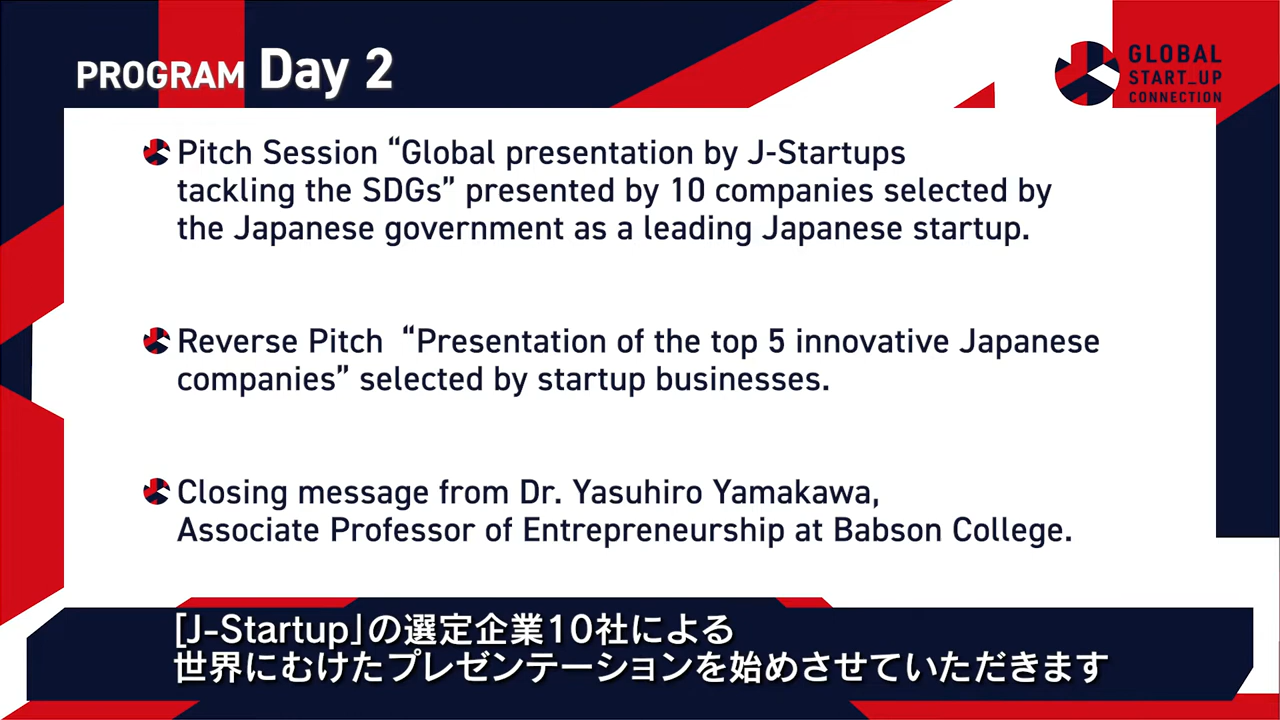 PROGRAM Day 2
GLOBAL
START_UP
CONNECTION
Pitch Session “Global presentation by J-Startups
tackling the SDGs” presented by 10 companies selected by
the Japanese government as a leading Japanese startup.
Reverse Pitch “Presentation of the top 5 innovative Japanese
companies” selected by startup businesses.
Closing message from Dr. Yasuhiro Yamakawa,
Associate Professor of Entrepreneurship at Babson College.
「J-Startup」の選定企業10社による
世界にむけたプレゼンテーションを始めさせていただきます